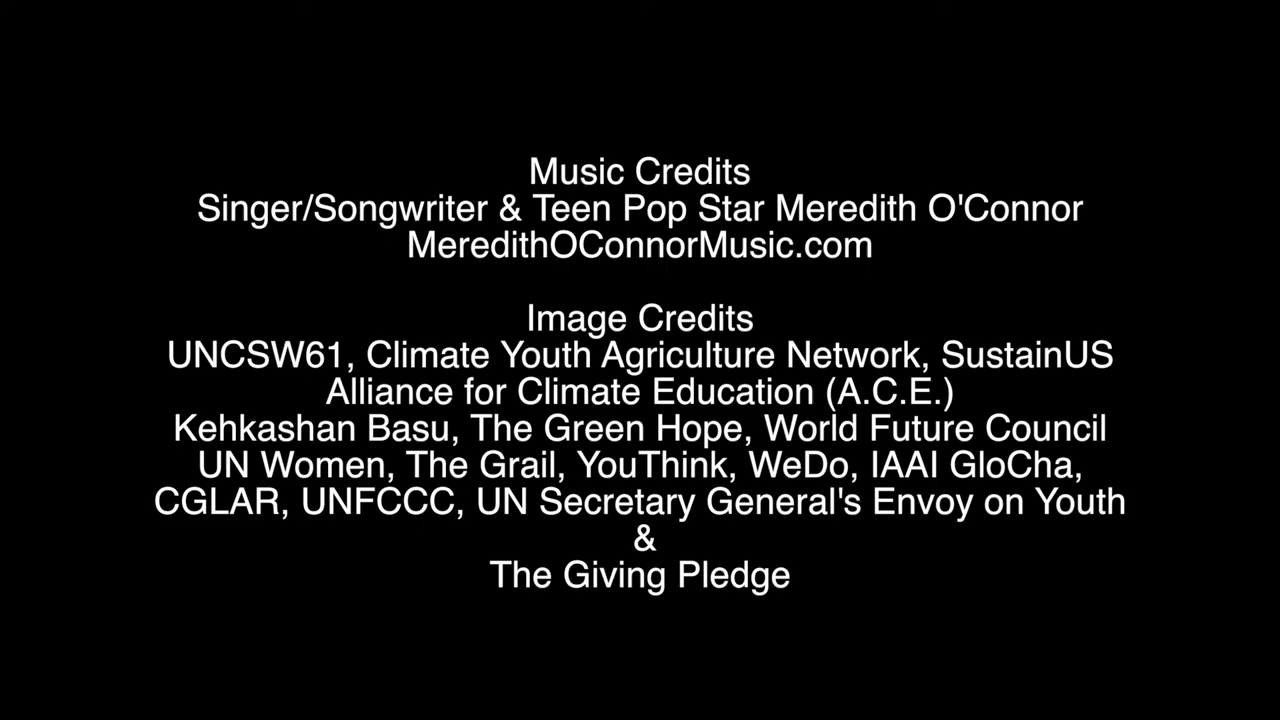 Music Credits
Singer/Songwriter & Teen Pop Star Meredith O'Connor
MeredithOConnorMusic.com
Image Credits
UNCSW61, Climate Youth Agriculture Network, SustainUS
Alliance for Climate Education (A.C.E.)
Kehkashan Basu, The Green Hope, World Future Council
UN Women, The Grail, YouThink, WeDo, IAAI GloCha,
CGLAR, UNFCCC, UN Secretary General's Envoy on Youth
&
The Giving Pledge